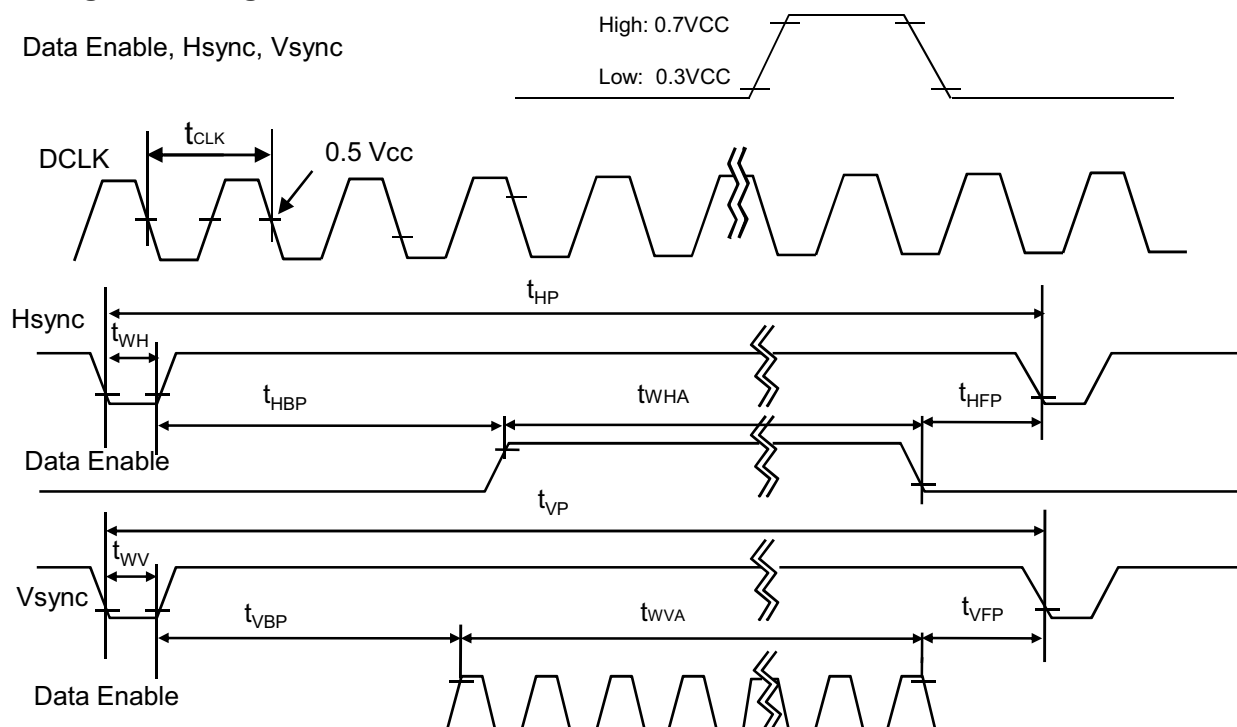 High: 0.7VCC
Data Enable, Hsync, Vsync
Low: 0.3VCC
tCLK
DCLK
0.5 Vcc
tHP
Hsync
tWH
tHBP
tWHA
tHFP
Data Enable
tVP
tWV
Vsync
tVBP
tWVA
tVFP
Data Enable